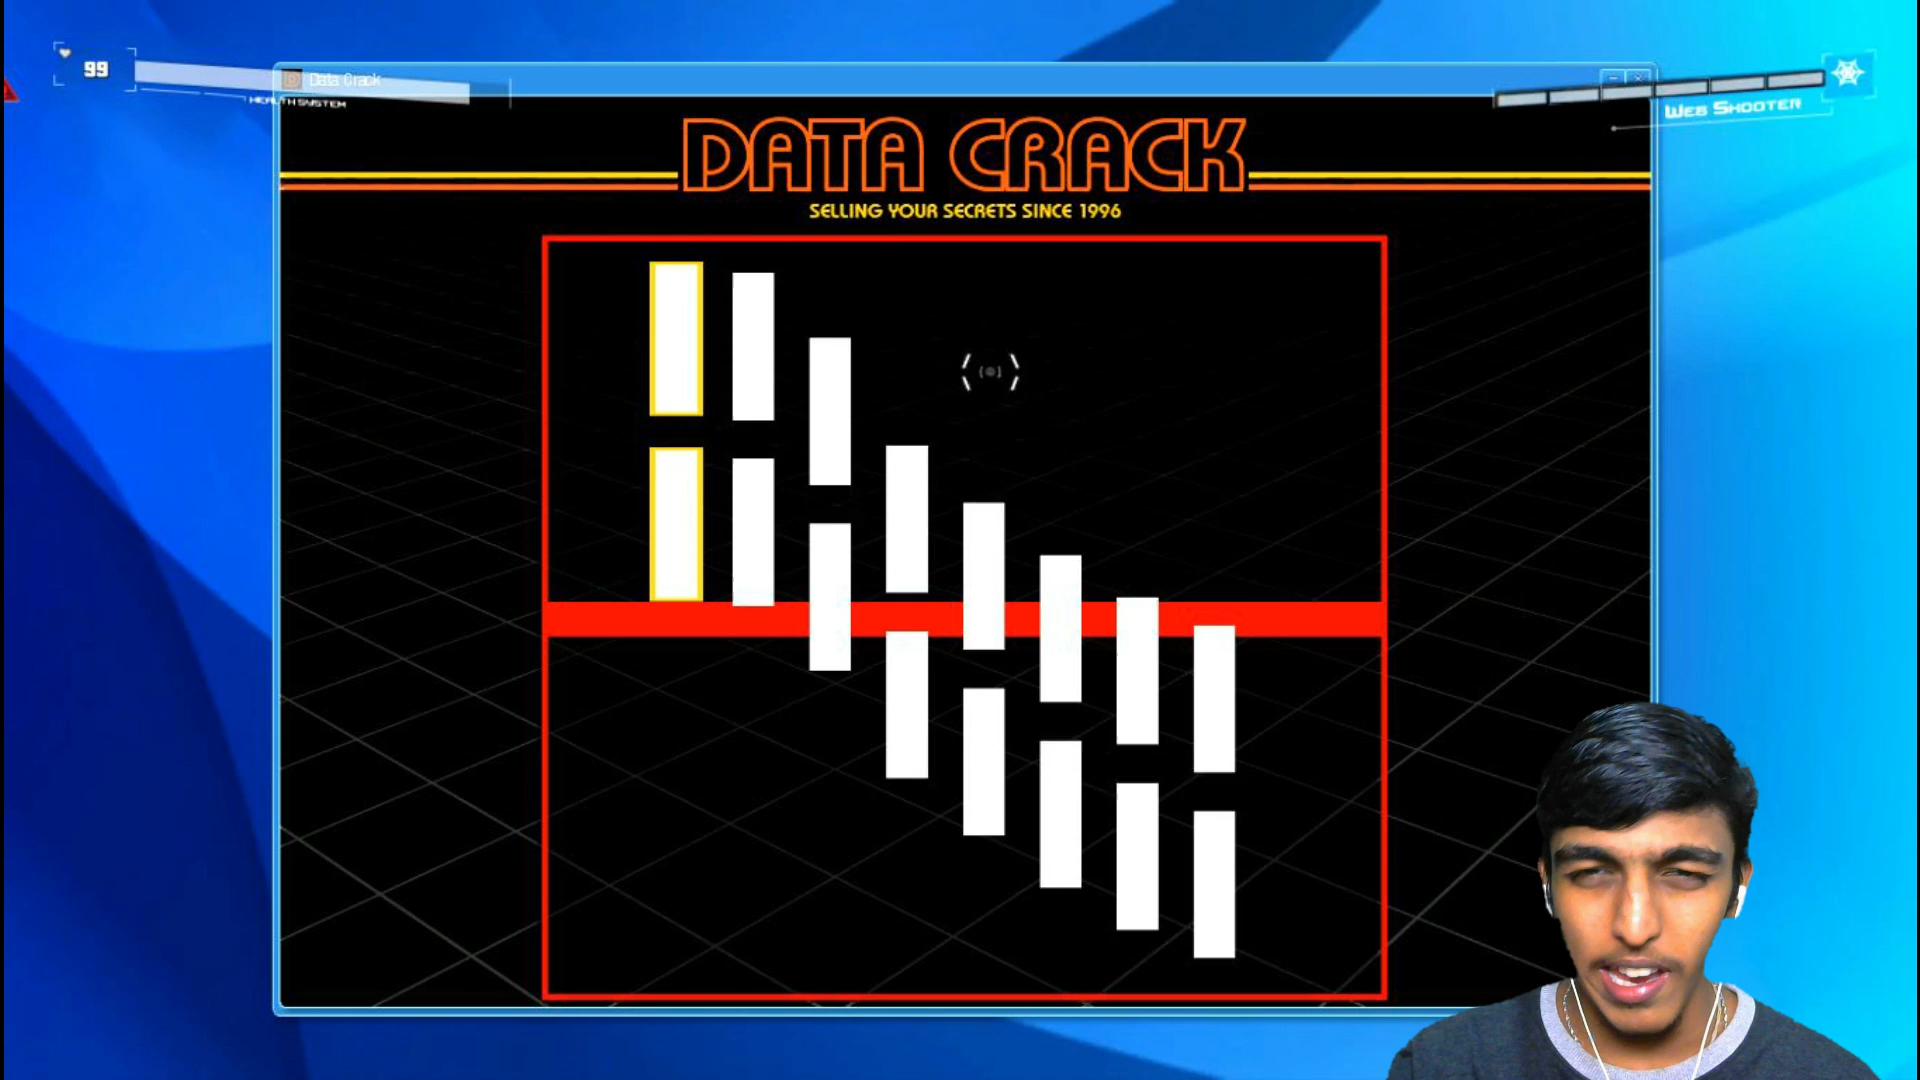 99
Data Crack
HEALTH SYSTEM
WEB SHOOTER
DATA CRACK
SELLING YOUR SECRETS SINCE 1996